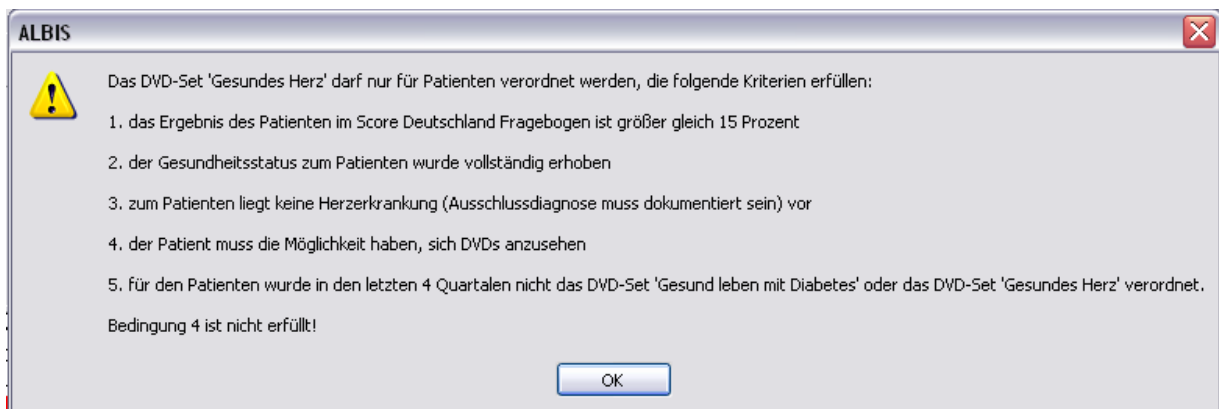 ALBIS
Das DVD-Set 'Gesundes Herz' darf nur für Patienten verordnet werden, die folgende Kriterien erfüllen:
1. das Ergebnis des Patienten im Score Deutschland Fragebogen ist größer gleich 15 Prozent
2. der Gesundheitsstatus zum Patienten wurde vollständig erhoben
3. zum Patienten liegt keine Herzerkrankung (Ausschlussdiagnose muss dokumentiert sein) vor
4. der Patient muss die Möglichkeit haben, sich DVDs anzusehen
5. für den Patienten wurde in den letzten 4 Quartalen nicht das DVD-Set 'Gesund leben mit Diabetes' oder das DVD-Set 'Gesundes Herz' verordnet.
Bedingung 4 ist nicht erfüllt!
OK